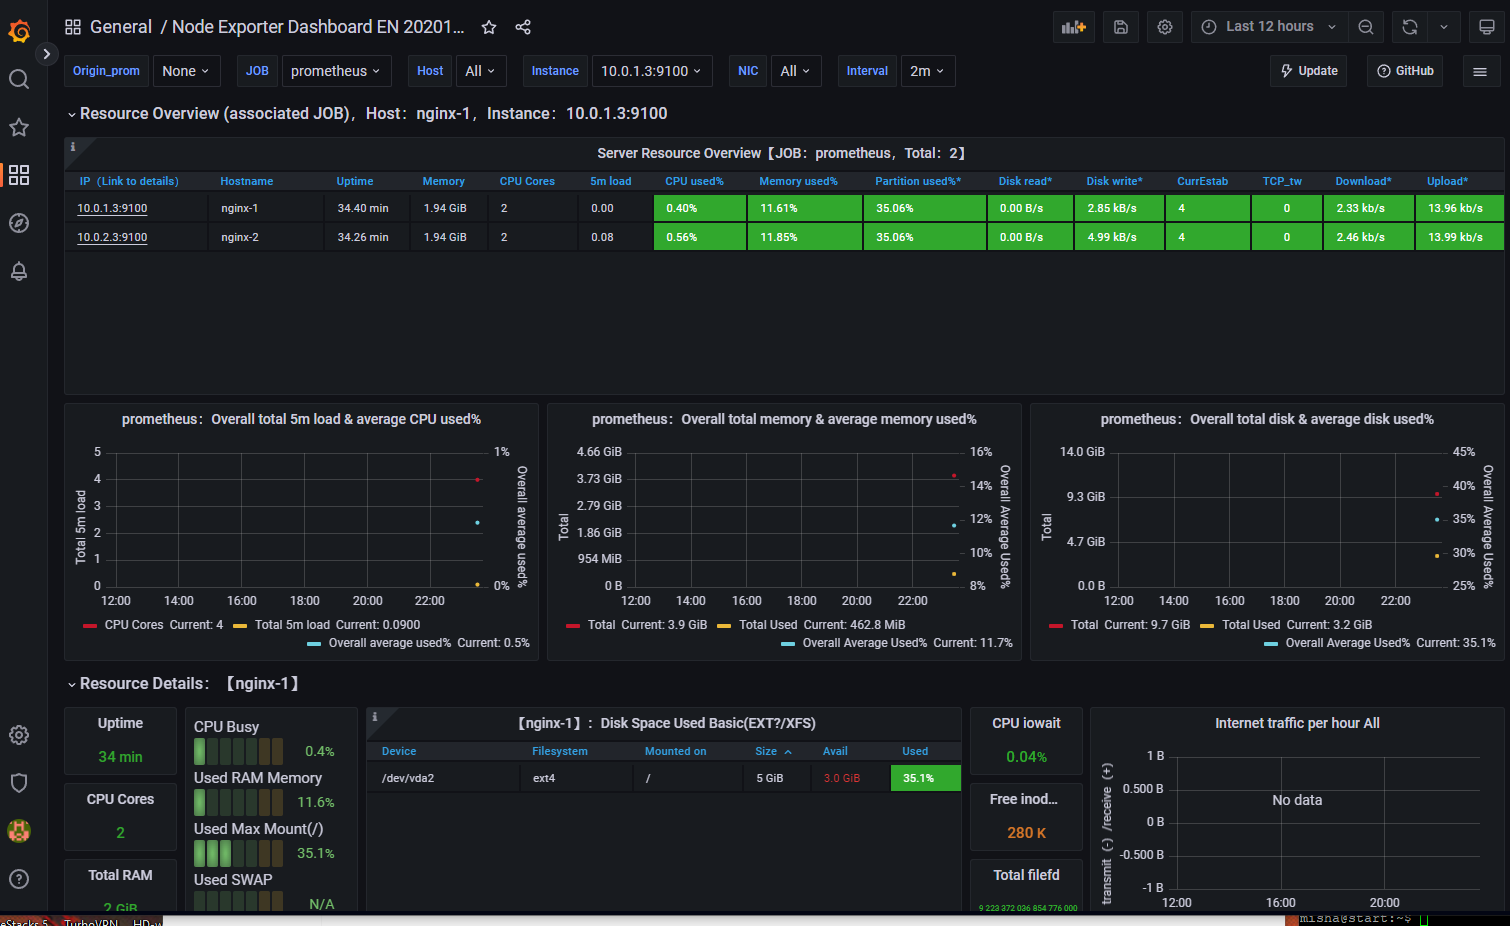 General / Node Exporter Dashboard EN 20201...
Last 12 hours
Origin_prom None JOB prometheus Host All Instance 10.0.1.3:9100 NIC All Interval 2m Update GitHub
Resource Overview (associated JOB)，Host：nginx-1，Instance：10.0.1.3:9100
Server Resource Overview【JOB：prometheus，Total：2】
IP（Link to details） Hostname Uptime Memory CPU Cores 5m load CPU used% Memory used% Partition used%* Disk read* Disk write* CurrEstab TCP_tw Download* Upload*
10.0.1.3:9100 nginx-1 34.40 min 1.94 GiB 2 0.00 0.40% 11.61% 35.06% 0.00 B/s 2.85 kB/s 4 0 2.33 kb/s 13.96 kb/s
10.0.2.3:9100 nginx-2 34.26 min 1.94 GiB 2 0.08 0.56% 11.85% 35.06% 0.00 B/s 4.99 kB/s 4 0 2.46 kb/s 13.99 kb/s
prometheus：Overall total 5m load & average CPU used%
5
4
3
2
1
0
1%
0%
Total 5m load
Overall average used%
12:00 14:00 16:00 18:00 20:00 22:00
CPU Cores Current: 4 Total 5m load Current: 0.0900
Overall average used% Current: 0.5%
prometheus：Overall total memory & average memory used%
4.66 GiB
3.73 GiB
2.79 GiB
1.86 GiB
954 MiB
0 B
16%
14%
12%
10%
8%
Total
Overall Average Used%
12:00 14:00 16:00 18:00 20:00 22:00
Total Current: 3.9 GiB Total Used Current: 462.8 MiB
Overall Average Used% Current: 11.7%
prometheus：Overall total disk & average disk used%
14.0 GiB
9.3 GiB
4.7 GiB
0.0 B
45%
40%
35%
30%
25%
Total
Overall Average Used%
12:00 14:00 16:00 18:00 20:00 22:00
Total Current: 9.7 GiB Total Used Current: 3.2 GiB
Overall Average Used% Current: 35.1%
Resource Details：【nginx-1】
Uptime
34 min
CPU Cores
2
Total RAM
2 GiB
CPU Busy
0.4%
Used RAM Memory
11.6%
Used Max Mount(/)
35.1%
Used SWAP
N/A
【nginx-1】：Disk Space Used Basic(EXT?/XFS)
Device Filesystem Mounted on Size Avail Used
/dev/vda2 ext4 / 5 GiB 3.0 GiB 35.1%
CPU iowait
0.04%
Free inod...
280 K
Total filefd
9 223 372 036 854 776 000
Internet traffic per hour All
1 B
0.500 B
0 B
-0.500 B
-1 B
transmit (-) /receive (+)
No data
12:00 16:00 20:00
eStacks 5 TurboVPN HD-w
misha@start:~$